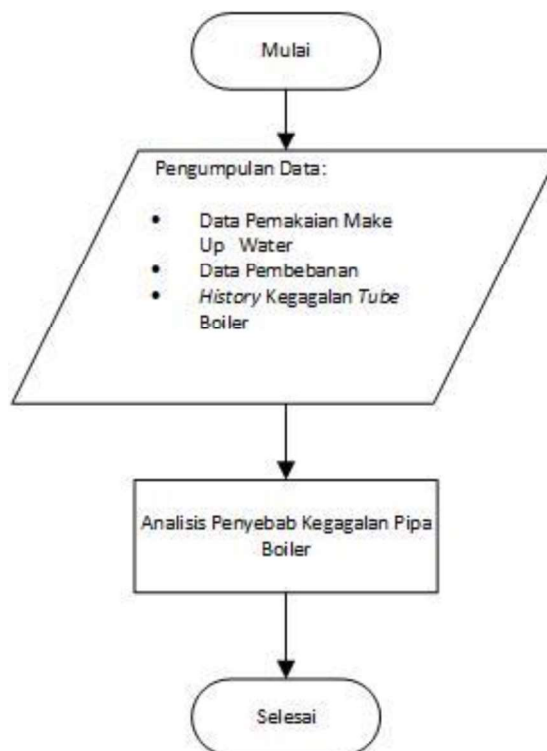 Mulai
Pengumpulan Data:
• Data Pemakaian Make
Up Water
• Data Pembebanan
• History Kegagalan Tube
Boiler
Analisis Penyebab Kegagalan Pipa
Boiler
Selesai